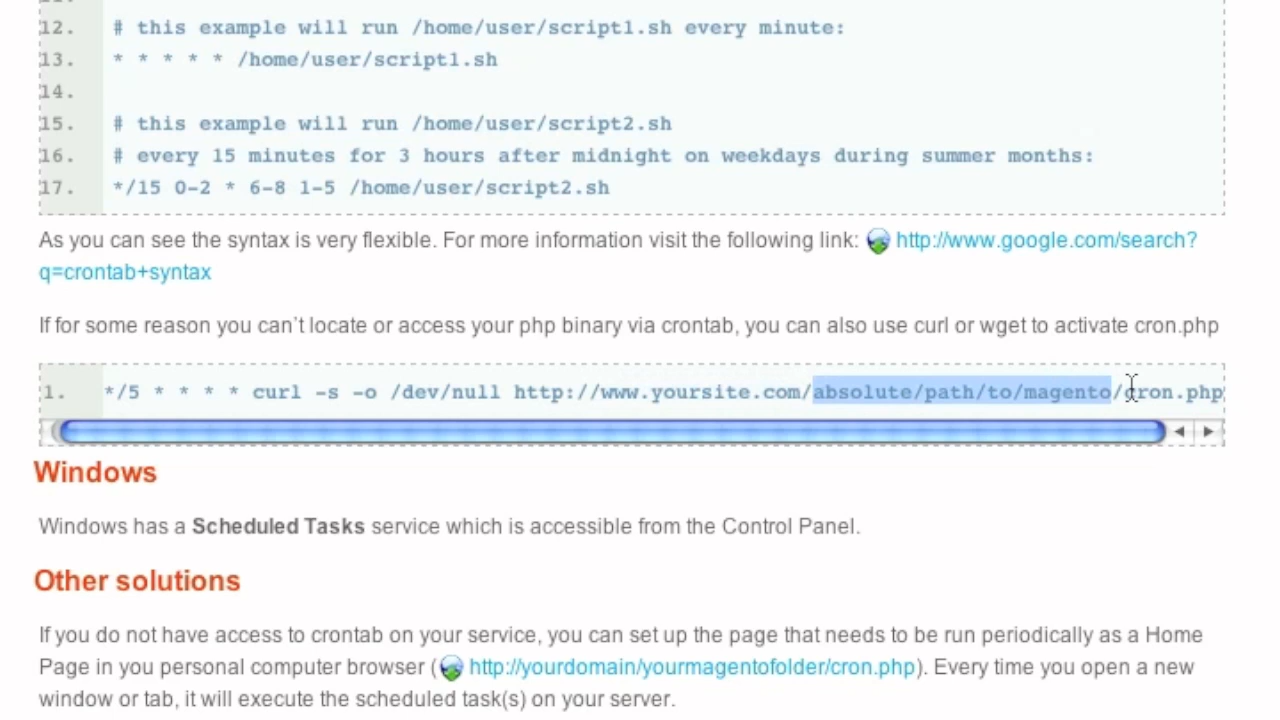 12. # this example will run /home/user/script1.sh every minute:
13. * * * * * /home/user/script1.sh
14.
15. # this example will run /home/user/script2.sh
16. # every 15 minutes for 3 hours after midnight on weekdays during summer months:
17. */15 0-2 * 6-8 1-5 /home/user/script2.sh
As you can see the syntax is very flexible. For more information visit the following link: http://www.google.com/search?
q=crontab+syntax
If for some reason you can`t locate or access your php binary via crontab, you can also use curl or wget to activate cron.php
1. */5 * * * * curl -s -o /dev/null http://www.yoursite.com/absolute/path/to/magento/cron.php
Windows
Windows has a Scheduled Tasks service which is accessible from the Control Panel.
Other solutions
If you do not have access to crontab on your service, you can set up the page that needs to be run periodically as a Home
Page in you personal computer browser ( http://yourdomain/yourmagentofolder/cron.php). Every time you open a new
window or tab, it will execute the scheduled task(s) on your server.